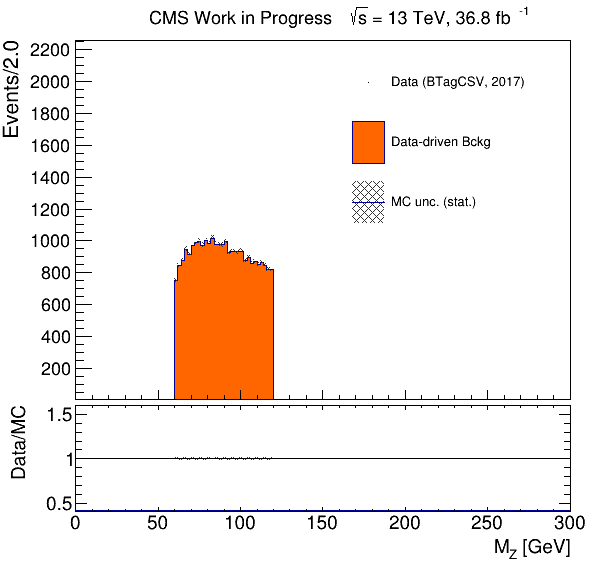 CMS Work in Progress √s = 13 TeV, 36.8 fb⁻¹
Events/2.0
2200
2000
1800
1600
1400
1200
1000
800
600
400
200
Data (BTagCSV, 2017)
Data-driven Bckg
MC unc. (stat.)
Data/MC
1.5
1
0.5
0 50 100 150 200 250 300
M_Z [GeV]